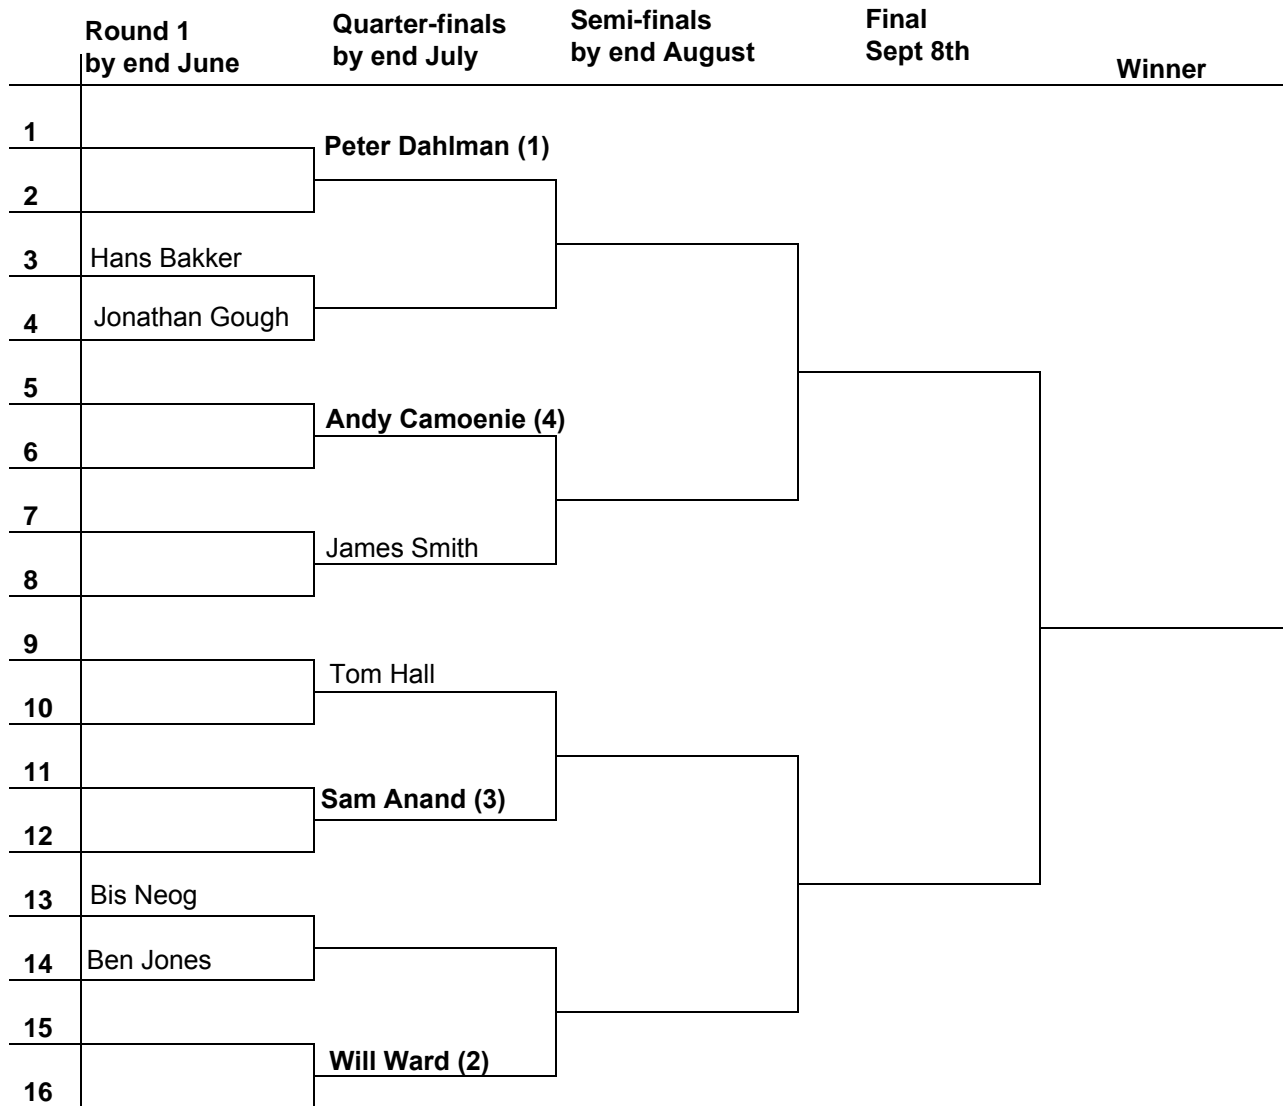 Round 1
by end June
Quarter-finals
by end July
Semi-finals
by end August
Final
Sept 8th
Winner
1
Peter Dahlman (1)
2
3 Hans Bakker
4 Jonathan Gough
5
Andy Camoenie (4)
6
7
James Smith
8
9
Tom Hall
10
11
Sam Anand (3)
12
13 Bis Neog
14 Ben Jones
15
Will Ward (2)
16